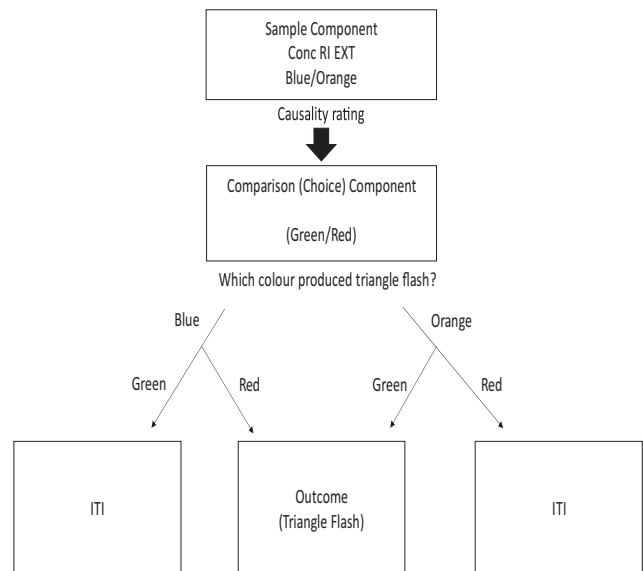 Sample Component
Conc RI EXT
Blue/Orange
Causality rating
Comparison (Choice) Component
(Green/Red)
Which colour produced triangle flash?
Blue
Orange
Green
Red
Green
Red
ITI
Outcome
(Triangle Flash)
ITI